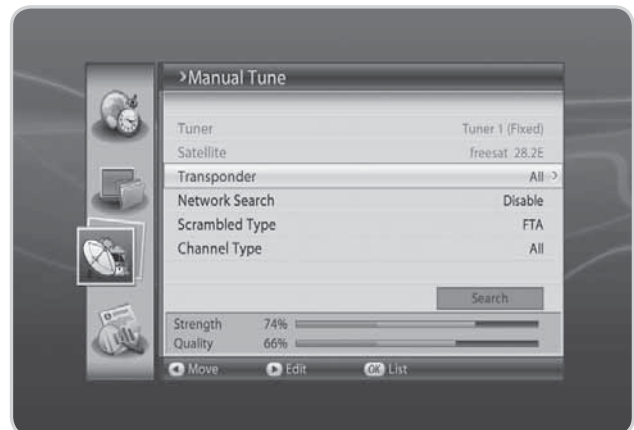 >Manual Tune
Tuner Tuner 1 (Fixed)
Satellite freesat 28.2E
Transponder All >
Network Search Disable
Scrambled Type FTA
Channel Type All
Search
Strength 74%
Quality 66%
Move Edit OK List